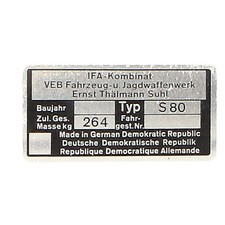 IFA-Kombinat
VEB Fahrzeug-u Jagdwaffenwerk
Ernst Thälmann Suhl
Baujahr Typ S 80
Zul. Ges. Masse kg 264 Fahr- gest. Nr.
Made in German Demokratic Republic
Deutsche Demokratische Republik
Republique Democratique Allemande